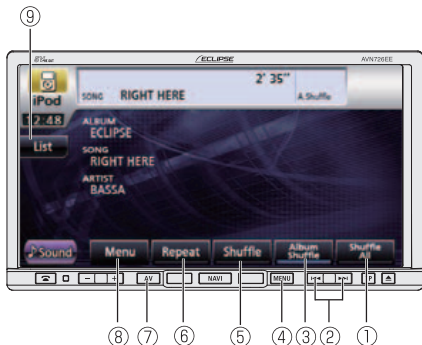 ⑨
ECLIPSE AVN726EE
iPod
2' 35"
SONG RIGHT HERE A.Shuffle
12:48
List
ALBUM
ECLIPSE
SONG
RIGHT HERE
ARTIST
BASSA
♪Sound Menu Repeat Shuffle Album Shuffle Shuffle All
− + AV NAVI MENU
⑧ ⑦ ⑥ ⑤ ④ ③ ② ①